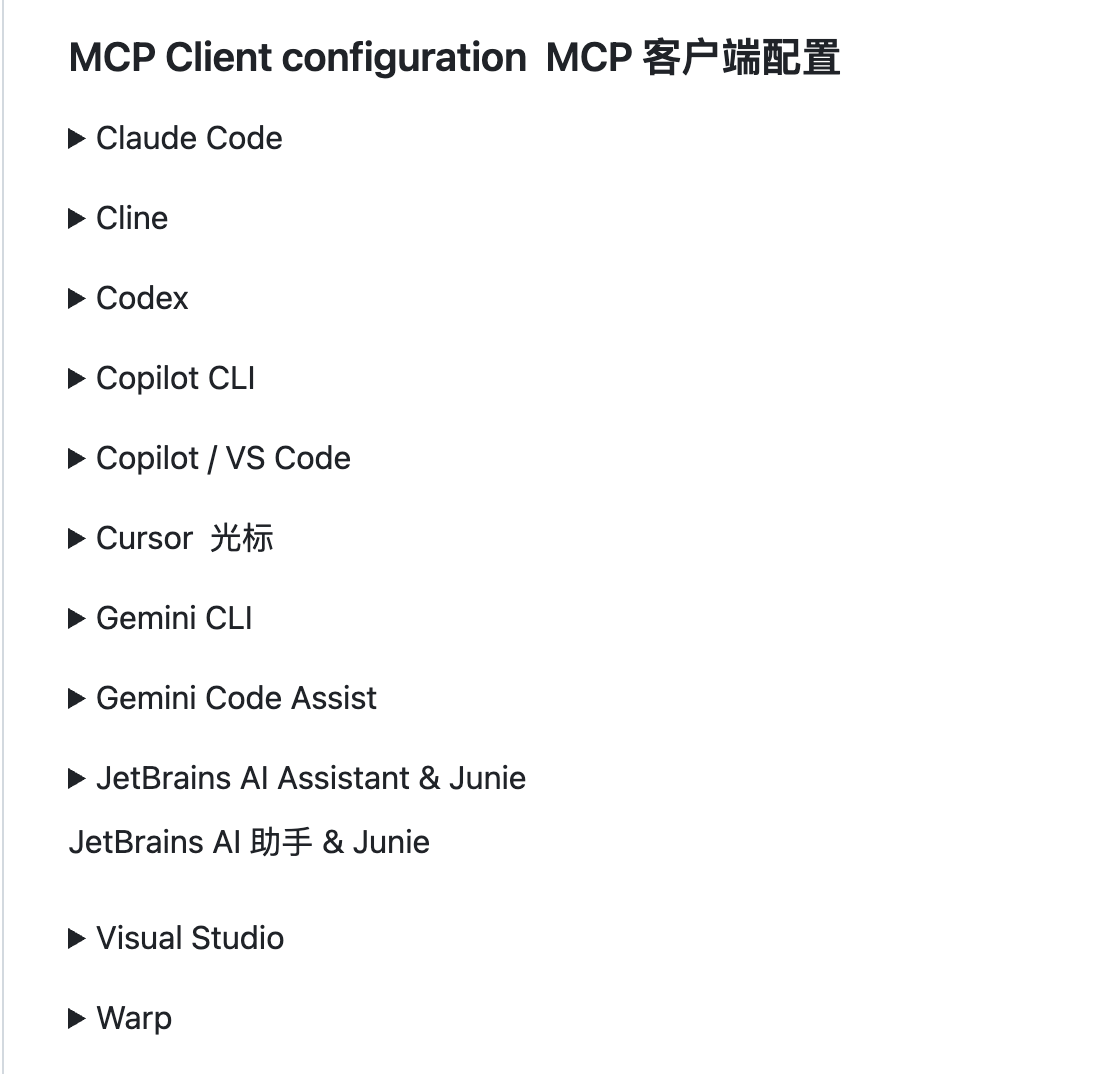 MCP Client configuration  MCP 客户端配置
Claude Code
Cline
Codex
Copilot CLI
Copilot / VS Code
Cursor  光标
Gemini CLI
Gemini Code Assist
JetBrains AI Assistant & Junie
JetBrains AI 助手 & Junie
Visual Studio
Warp